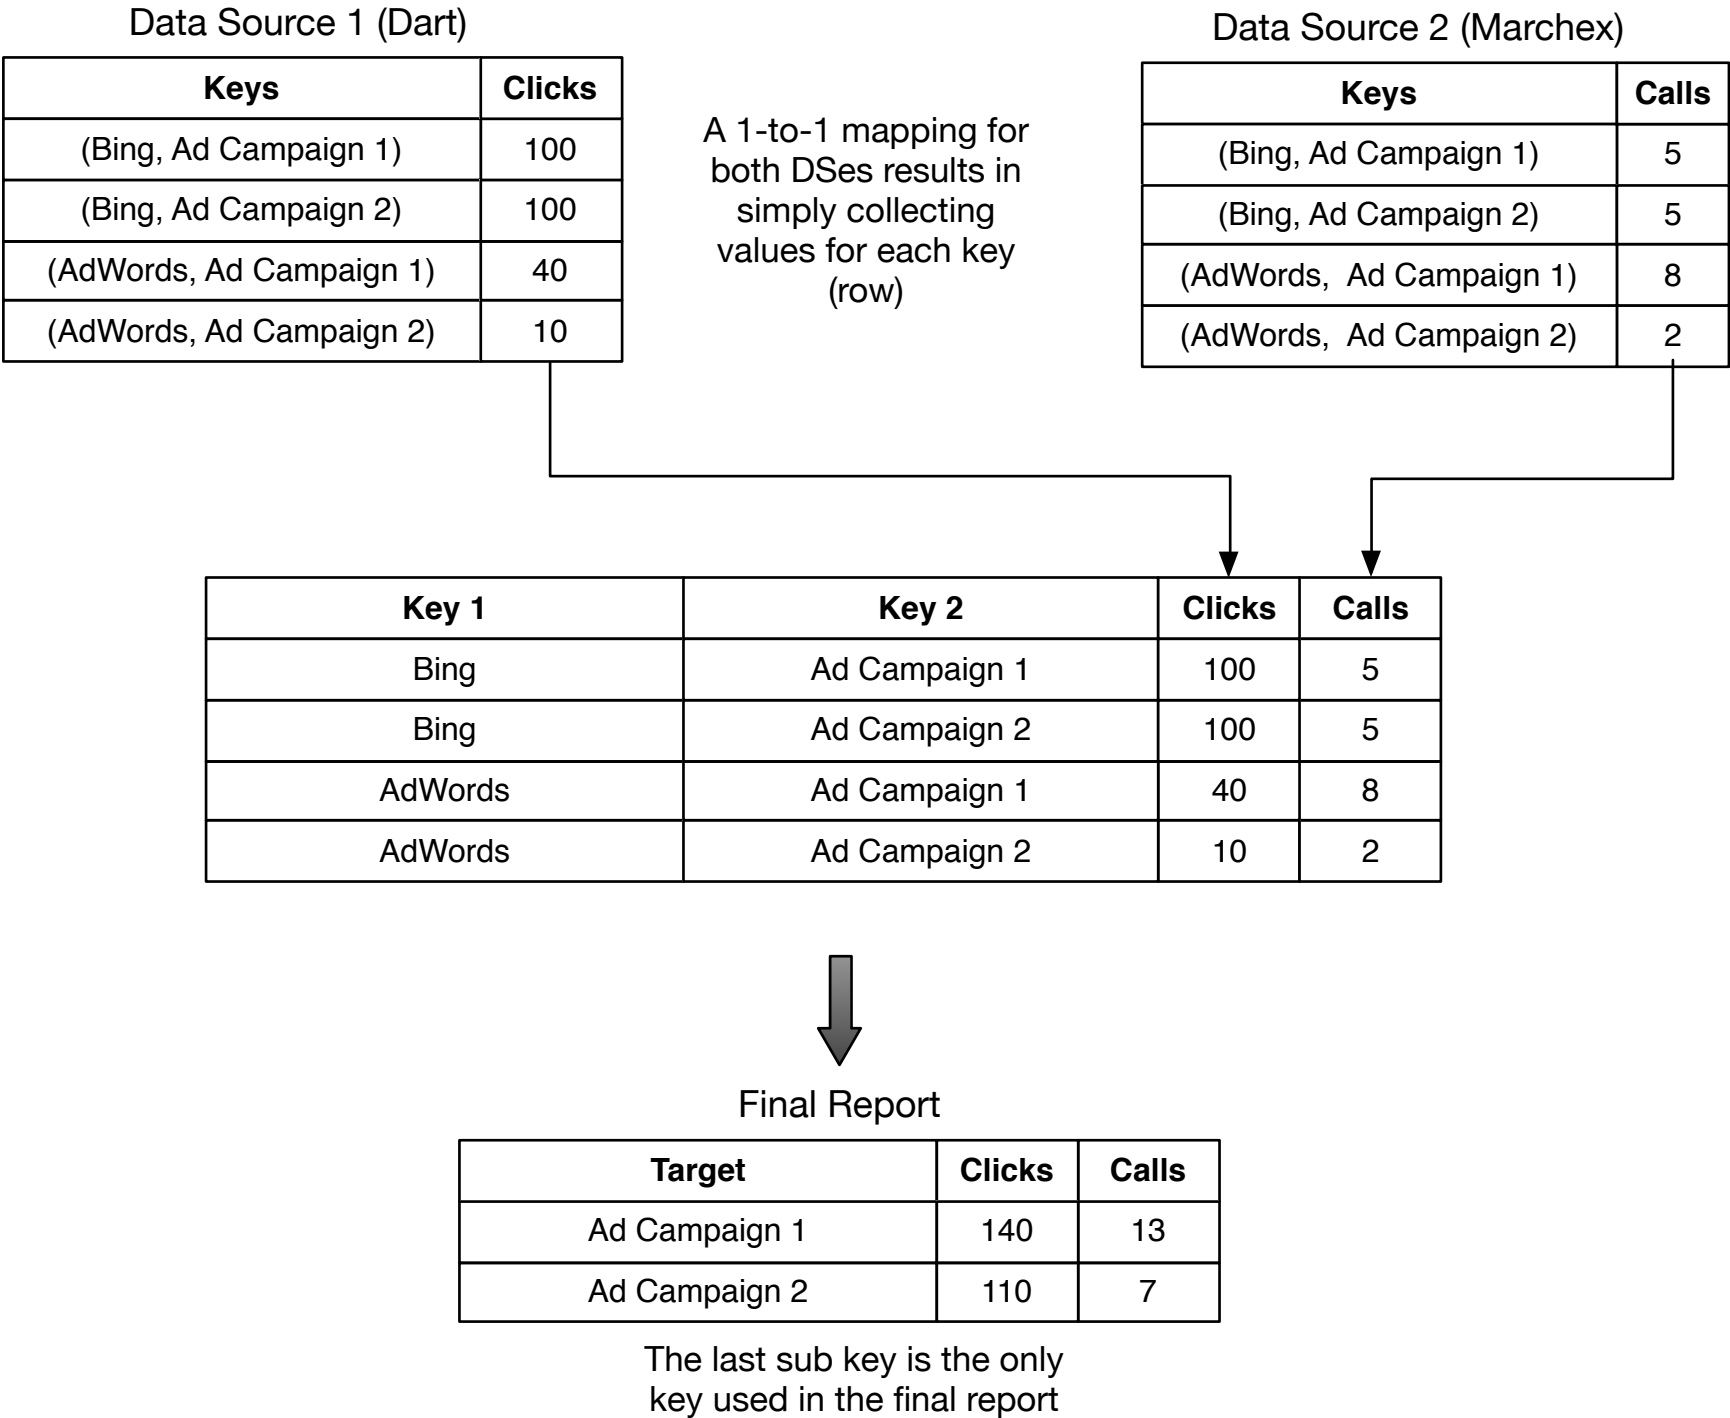 Data Source 1 (Dart)
Keys Clicks
(Bing, Ad Campaign 1) 100
(Bing, Ad Campaign 2) 100
(AdWords, Ad Campaign 1) 40
(AdWords, Ad Campaign 2) 10
A 1-to-1 mapping for
both DSes results in
simply collecting
values for each key
(row)
Data Source 2 (Marchex)
Keys Calls
(Bing, Ad Campaign 1) 5
(Bing, Ad Campaign 2) 5
(AdWords, Ad Campaign 1) 8
(AdWords, Ad Campaign 2) 2
Key 1 Key 2 Clicks Calls
Bing Ad Campaign 1 100 5
Bing Ad Campaign 2 100 5
AdWords Ad Campaign 1 40 8
AdWords Ad Campaign 2 10 2
Final Report
Target Clicks Calls
Ad Campaign 1 140 13
Ad Campaign 2 110 7
The last sub key is the only
key used in the final report